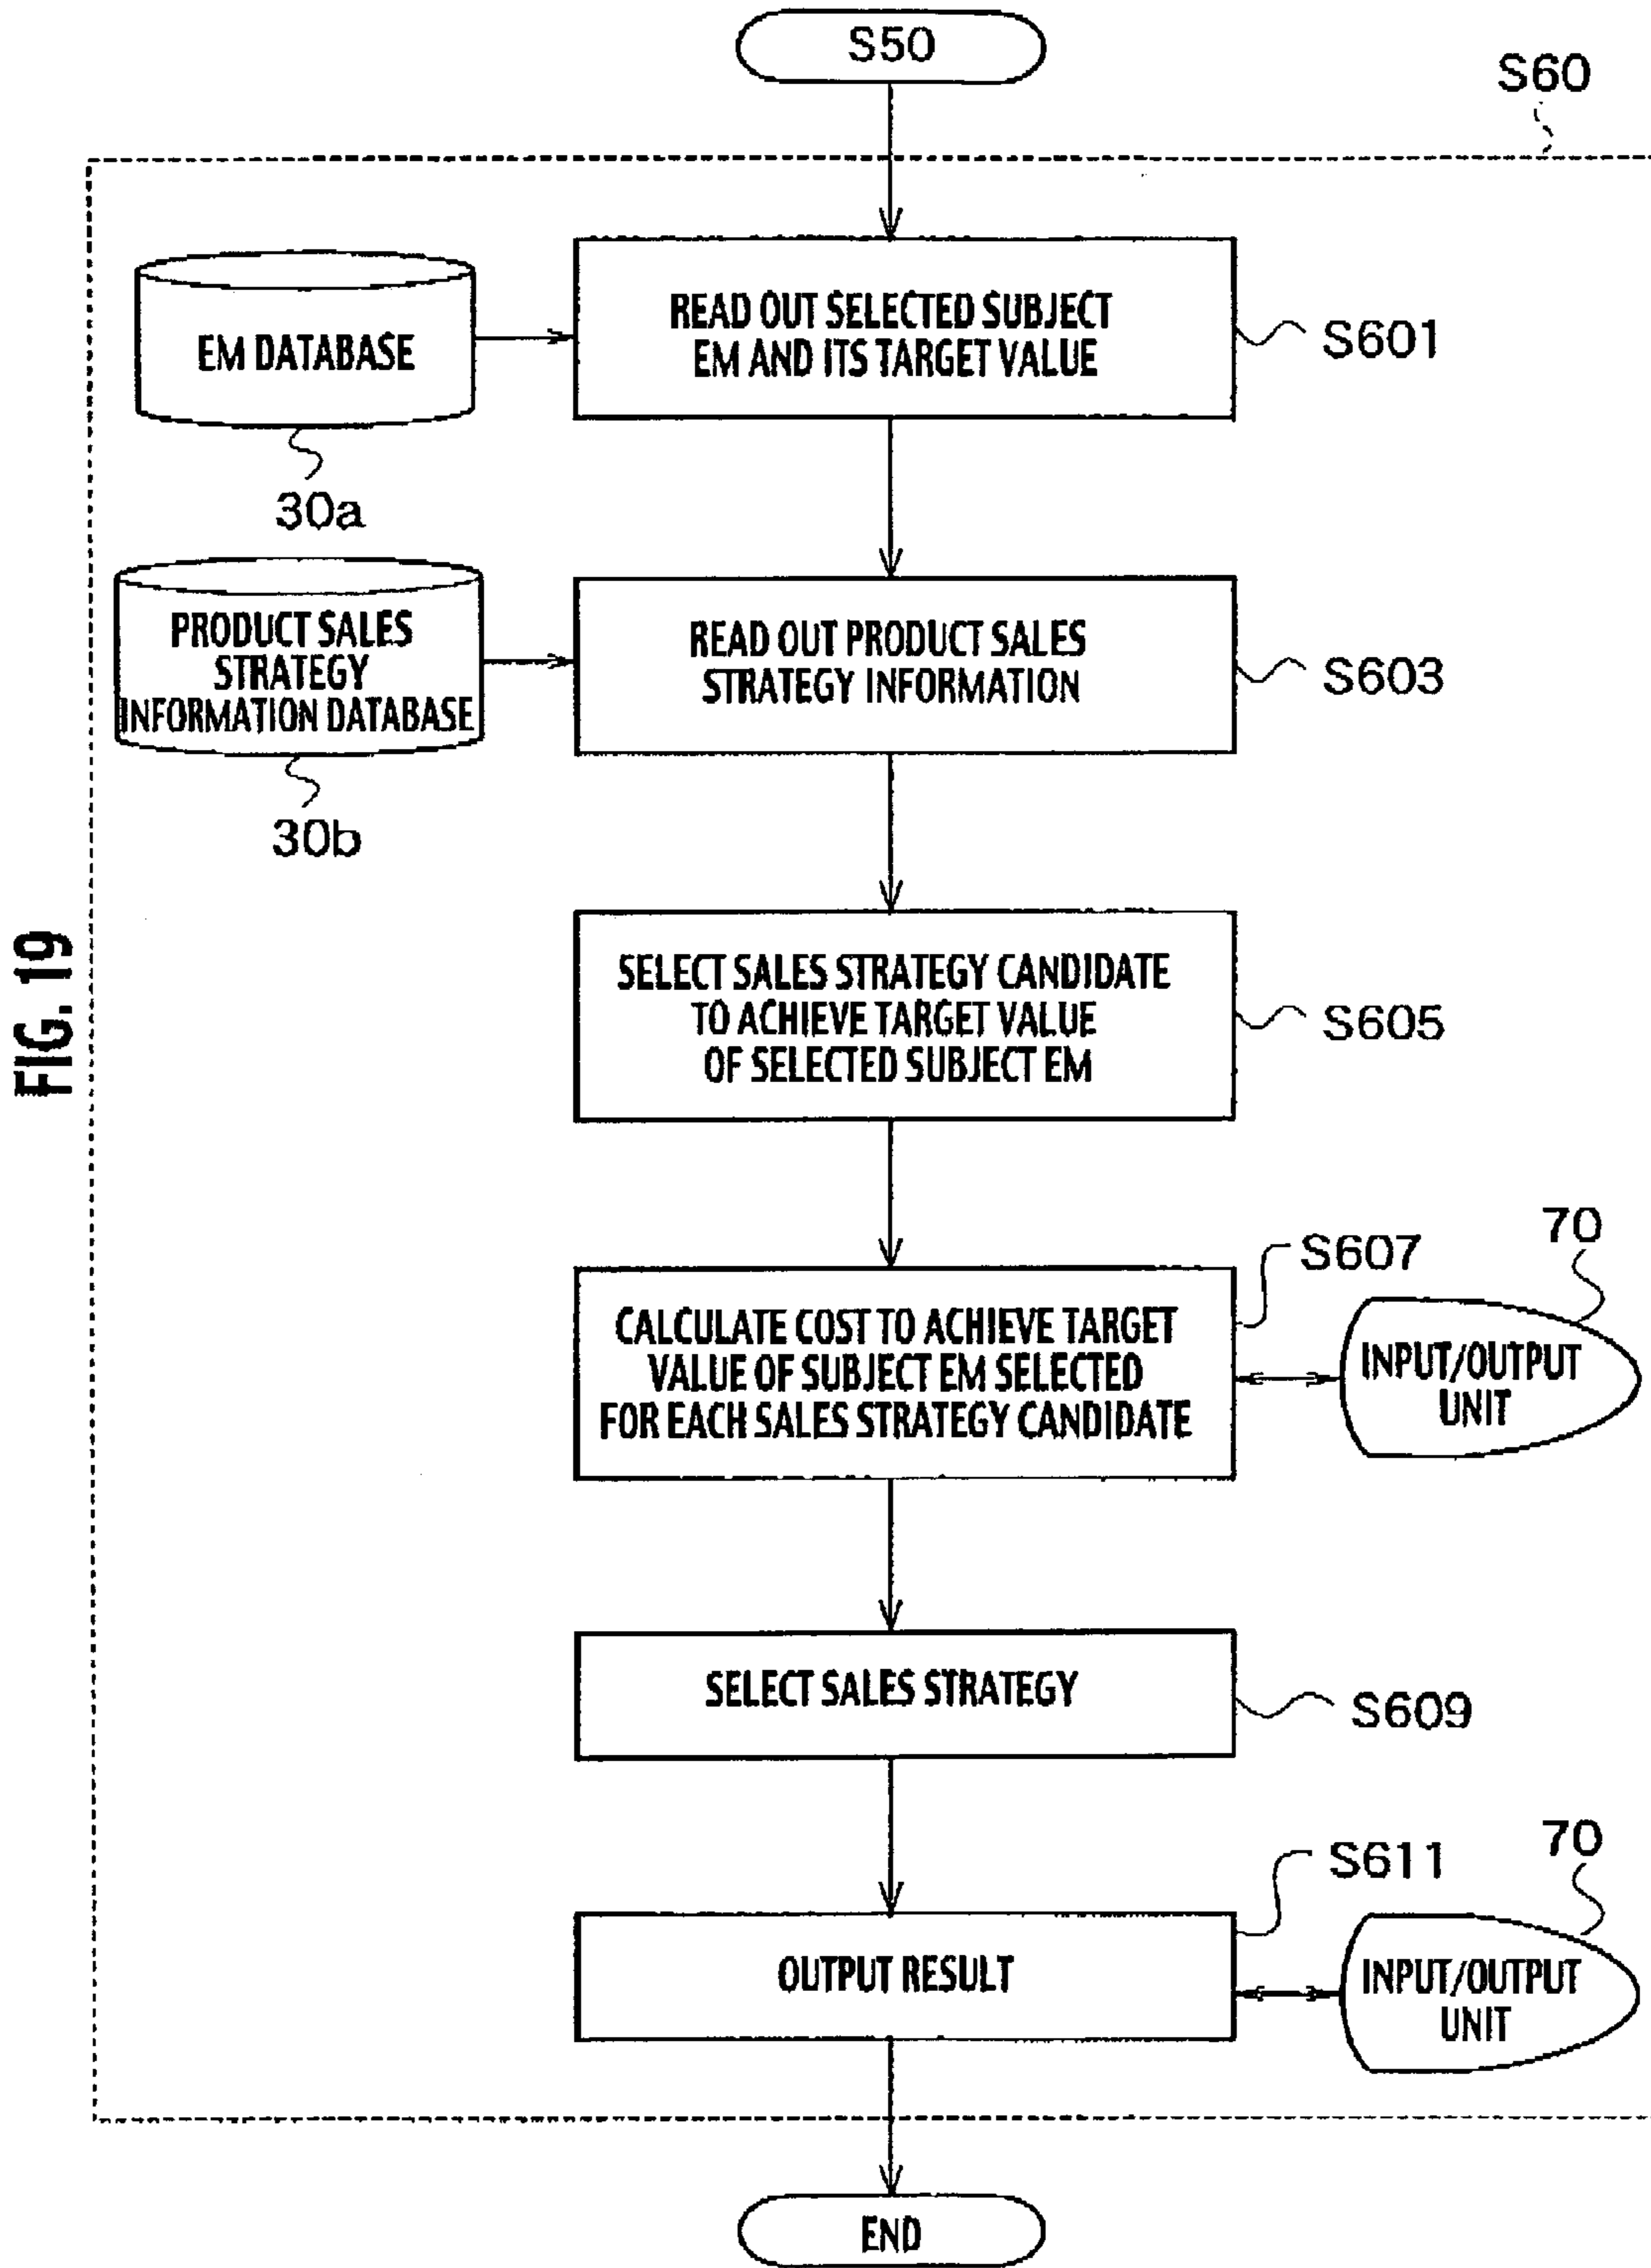 S50
S60
EM DATABASE
30a
READ OUT SELECTED SUBJECT
EM AND ITS TARGET VALUE
S601
PRODUCT SALES
STRATEGY
INFORMATION DATABASE
30b
READ OUT PRODUCT SALES
STRATEGY INFORMATION
S603
FIG. 19
SELECT SALES STRATEGY CANDIDATE
TO ACHIEVE TARGET VALUE
OF SELECTED SUBJECT EM
S605
CALCULATE COST TO ACHIEVE TARGET
VALUE OF SUBJECT EM SELECTED
FOR EACH SALES STRATEGY CANDIDATE
S607
70
INPUT/OUTPUT
UNIT
SELECT SALES STRATEGY
S609
OUTPUT RESULT
S611
70
INPUT/OUTPUT
UNIT
END